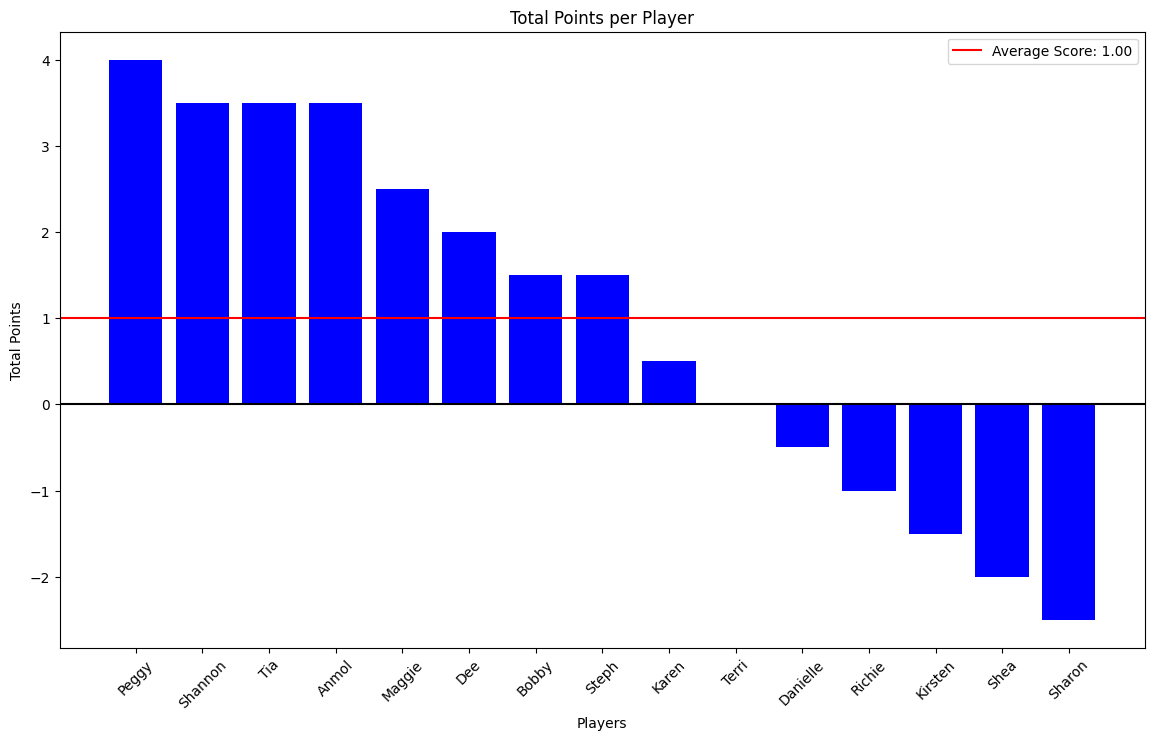 Total Points per Player
Average Score: 1.00
Total Points
4
3
2
1
0
−1
−2
Peggy
Shannon
Tia
Anmol
Maggie
Dee
Bobby
Steph
Karen
Terri
Danielle
Richie
Kirsten
Shea
Sharon
Players